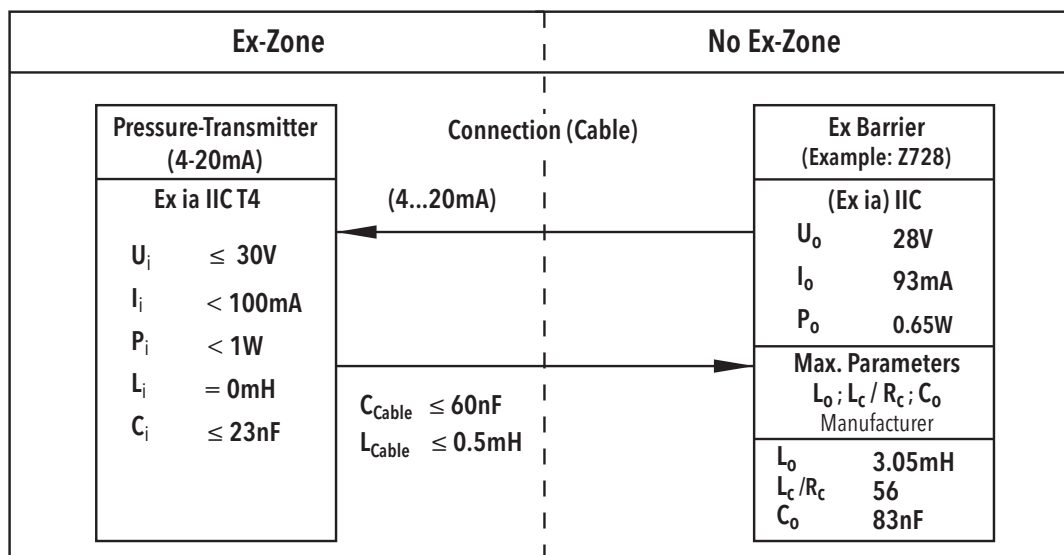 Ex-Zone
No Ex-Zone
Pressure-Transmitter
(4-20mA)
Ex ia IIC T4
Ui ≤ 30V
Ii < 100mA
Pi < 1W
Li = 0mH
Ci ≤ 23nF
Connection (Cable)
(4...20mA)
CCable ≤ 60nF
LCable ≤ 0.5mH
Ex Barrier
(Example: Z728)
(Ex ia) IIC
Uo 28V
Io 93mA
Po 0.65W
Max. Parameters
Lo ; Lc / Rc ; Co
Manufacturer
Lo 3.05mH
Lc /Rc 56
Co 83nF